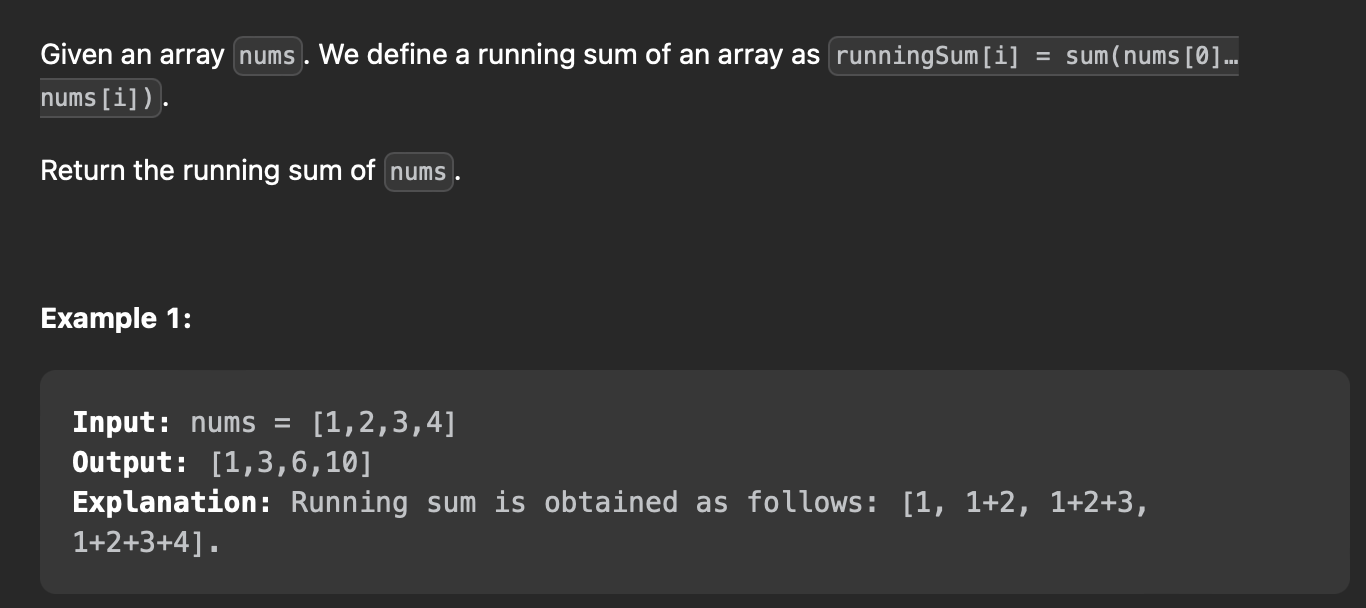 Given an array nums. We define a running sum of an array as runningSum[i] = sum(nums[0]…
nums[i]).
Return the running sum of nums.
Example 1:
Input: nums = [1,2,3,4]
Output: [1,3,6,10]
Explanation: Running sum is obtained as follows: [1, 1+2, 1+2+3,
1+2+3+4].